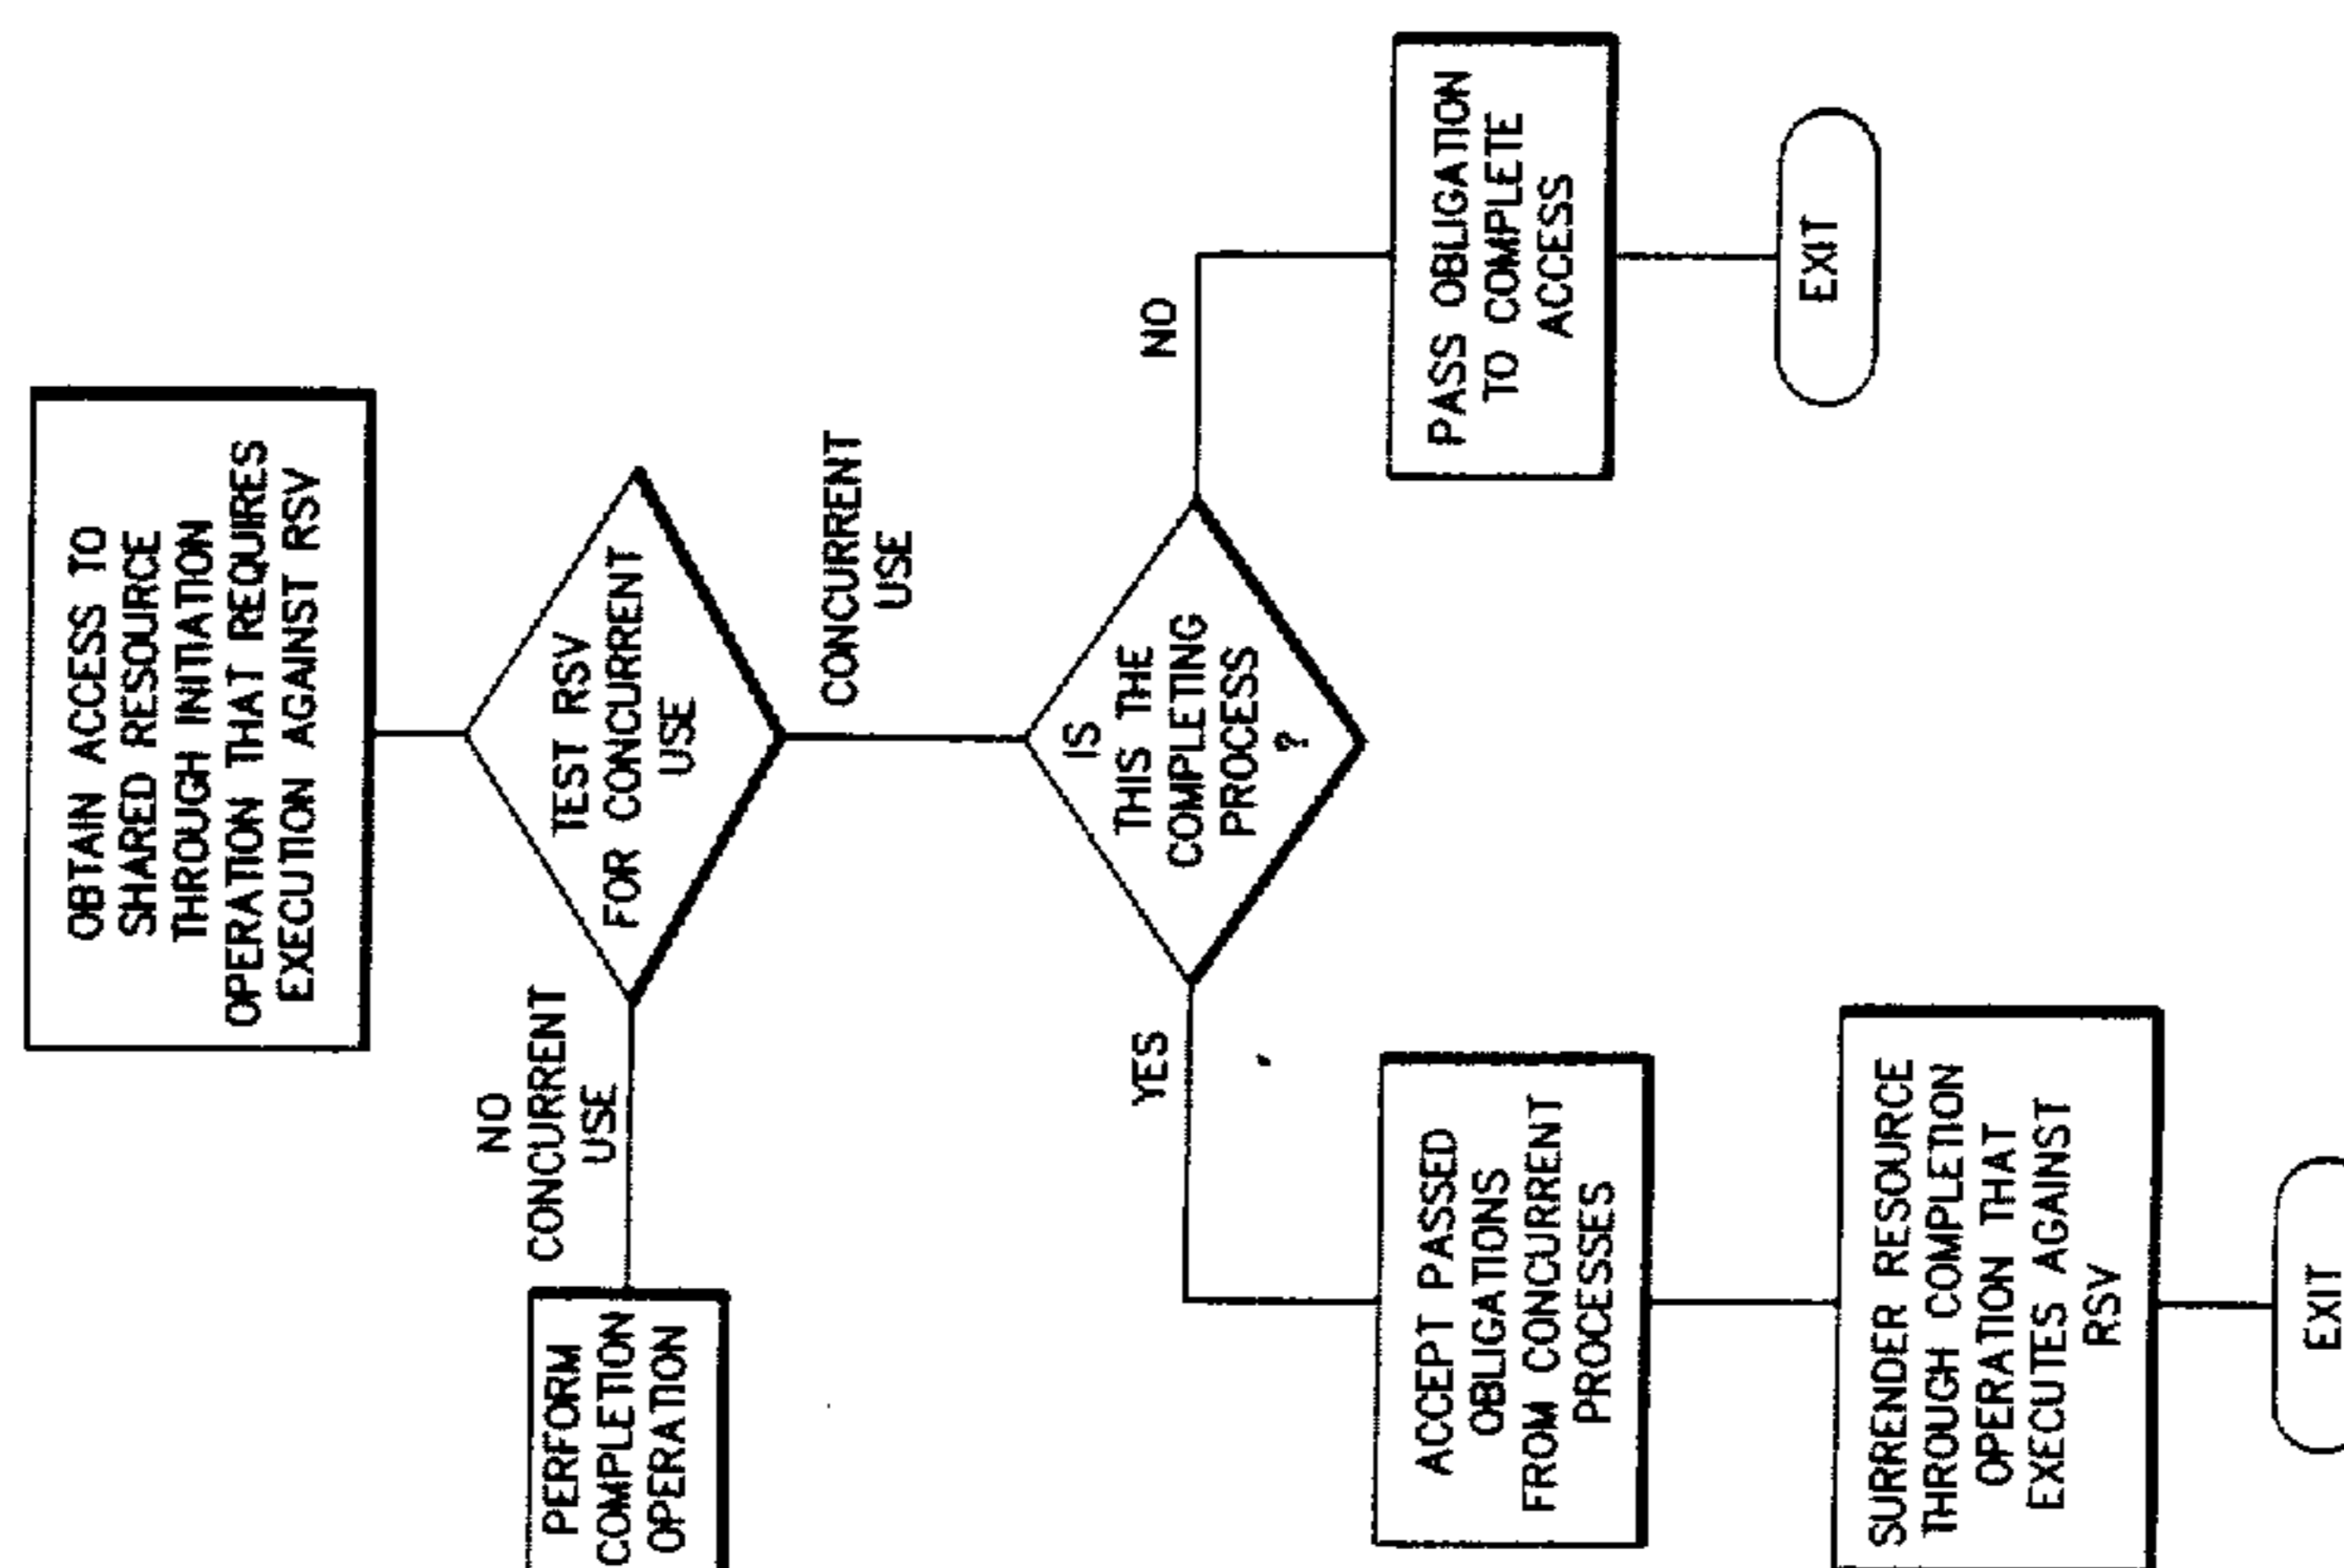 OBTAIN ACCESS TO
SHARED RESOURCE
THROUGH INITIATION
OPERATION THAT REQUIRES
EXECUTION AGAINST RSV
TEST RSV
FOR CONCURRENT
USE
NO
CONCURRENT
USE
PERFORM
COMPLETION
OPERATION
CONCURRENT
USE
IS
THIS THE
COMPLETING
PROCESS
?
YES
ACCEPT PASSED
OBLIGATIONS
FROM CONCURRENT
PROCESSES
SURRENDER RESOURCE
THROUGH COMPLETION
OPERATION THAT
EXECUTES AGAINST
RSV
EXIT
NO
PASS OBLIGATION
TO COMPLETE
ACCESS
EXIT